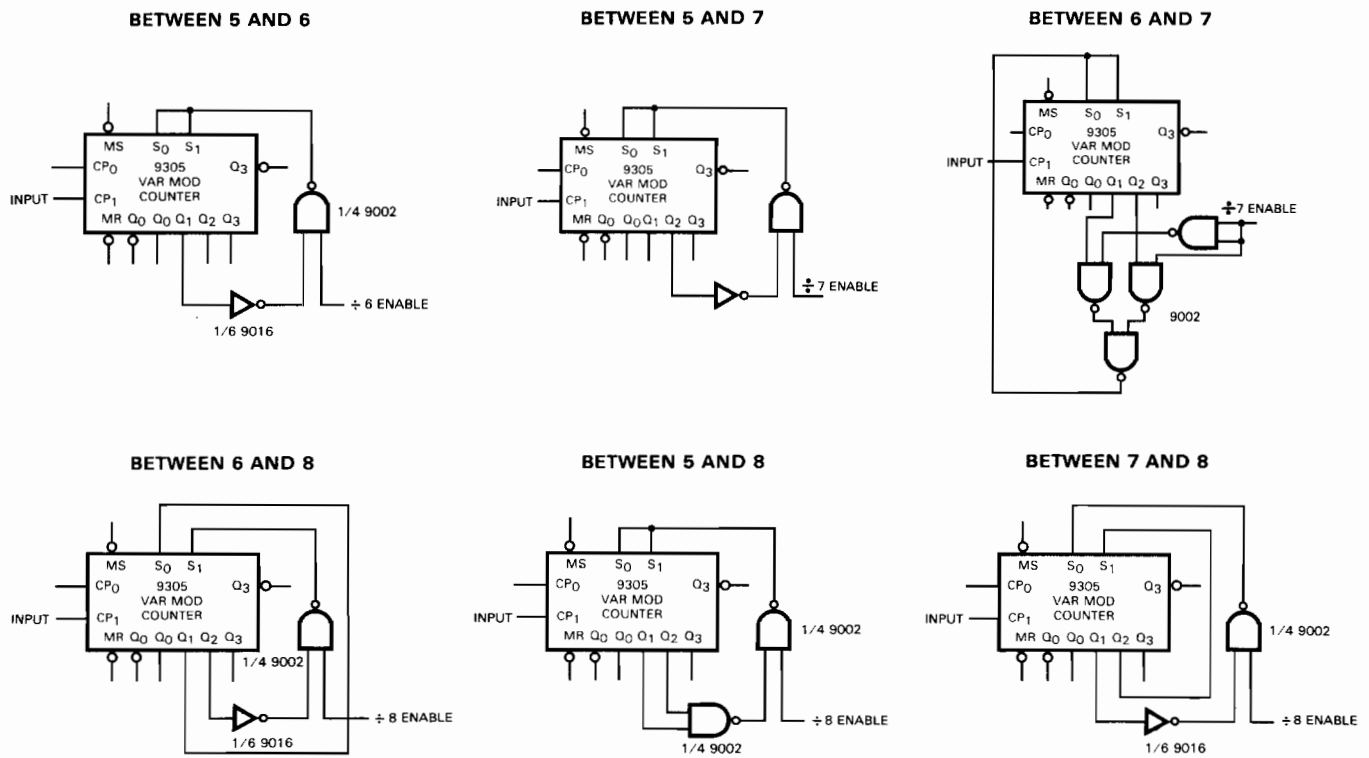 BETWEEN 5 AND 6
MS S0 S1
CP0 9305 Q3
VAR MOD
INPUT CP1 COUNTER
MR Q0 Q0 Q1 Q2 Q3
1/4 9002
÷ 6 ENABLE
1/6 9016
BETWEEN 5 AND 7
MS S0 S1
CP0 9305 Q3
VAR MOD
INPUT CP1 COUNTER
MR Q0 Q0 Q1 Q2 Q3
÷7 ENABLE
BETWEEN 6 AND 7
MS S0 S1
CP0 9305 Q3
VAR MOD
INPUT CP1 COUNTER
MR Q0 Q0 Q1 Q2 Q3
÷7 ENABLE
9002
BETWEEN 6 AND 8
MS S0 S1
CP0 9305 Q3
VAR MOD
INPUT CP1 COUNTER
MR Q0 Q0 Q1 Q2 Q3
1/4 9002
÷8 ENABLE
1/6 9016
BETWEEN 5 AND 8
MS S0 S1
CP0 9305 Q3
VAR MOD
INPUT CP1 COUNTER
MR Q0 Q0 Q1 Q2 Q3
1/4 9002
÷8 ENABLE
1/4 9002
BETWEEN 7 AND 8
MS S0 S1
CP0 9305 Q3
VAR MOD
INPUT CP1 COUNTER
MR Q0 Q0 Q1 Q2 Q3
1/4 9002
÷8 ENABLE
1/6 9016